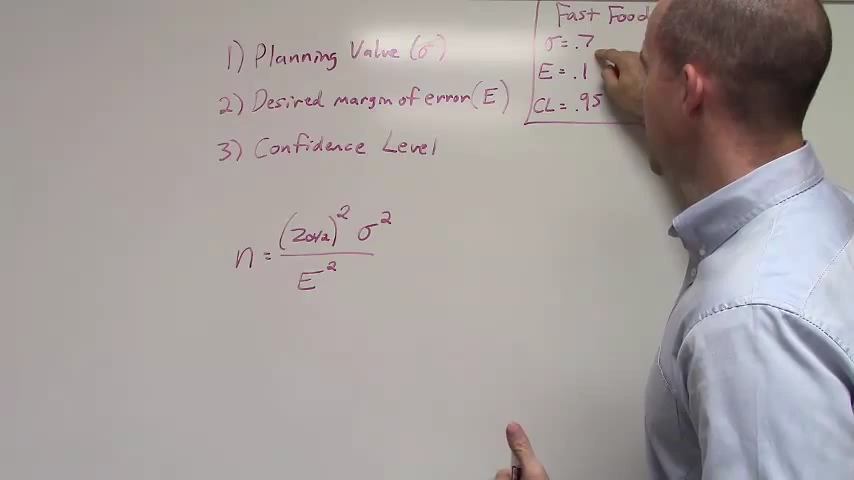 1) Planning Value (σ)
2) Desired margin of error (E)
3) Confidence Level
n = (Zα/2)² σ²
E²
Fast Food
σ = .7
E = .1
CL = .95